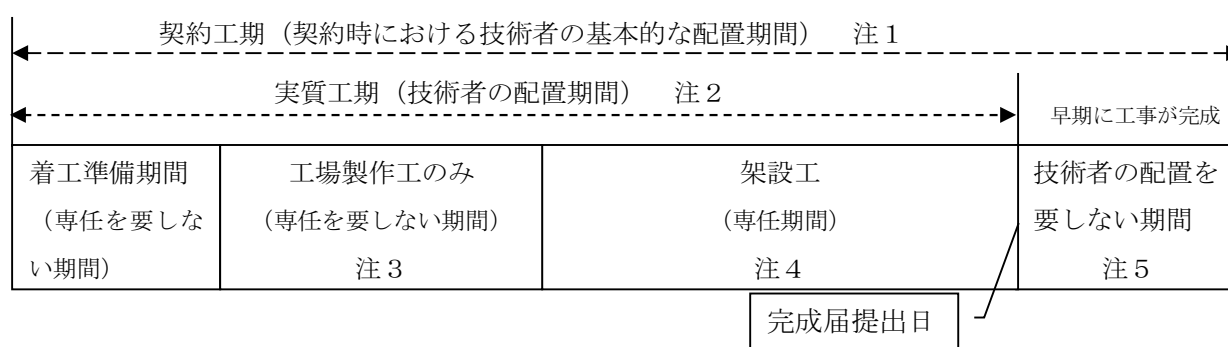 契約工期（契約時における技術者の基本的な配置期間）　注１
実質工期（技術者の配置期間）　注２
早期に工事が完成
着工準備期間
（専任を要しな
い期間）
工場製作工のみ
（専任を要しない期間）
注３
架設工
（専任期間）
注４
技術者の配置を
要しない期間
注５
完成届提出日